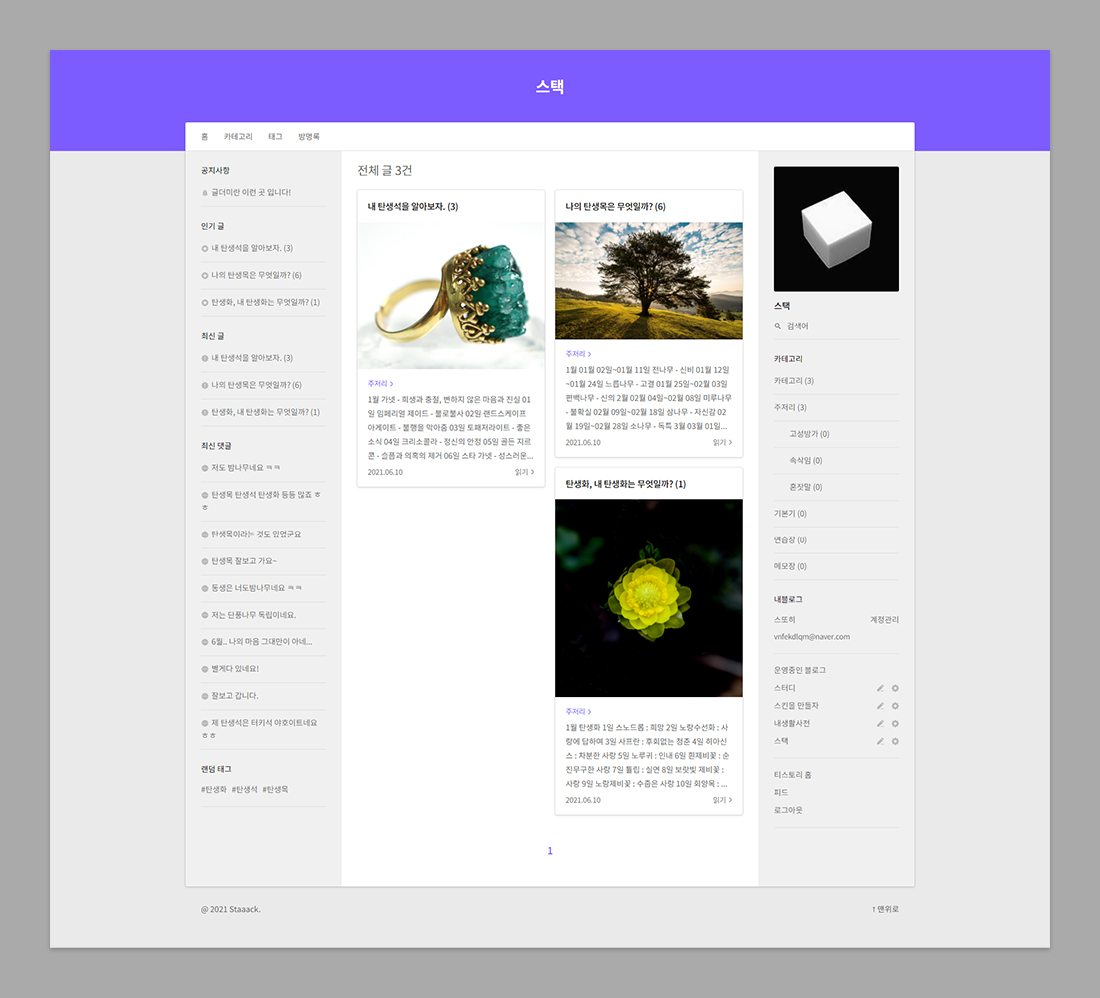 스택
홈 카테고리 태그 방명록
공지사항
글더미란 이런 곳 입니다!
인기 글
내 탄생석을 알아보자. (3)
나의 탄생목은 무엇일까? (6)
탄생화, 내 탄생화는 무엇일까? (1)
최신 글
내 탄생석을 알아보자. (3)
나의 탄생목은 무엇일까? (6)
탄생화, 내 탄생화는 무엇일까? (1)
최신 댓글
저도 밤나무네요 ㅋㅋ
탄생목 탄생석 탄생화 등등 많죠 ㅎ
ㅎ
탄생목이라는 것도 있었군요
탄생목 잘보고 가요~
동생은 너도밤나무네요 ㅋㅋ
저는 단풍나무 독립이네요.
6월.. 나의 마음 그대만이 아네...
별게다 있네요!
잘보고 갑니다.
제 탄생석은 터키석 야호이트네요
ㅎㅎ
랜덤 태그
#탄생화 #탄생석 #탄생목
전체 글 3건
내 탄생석을 알아보자. (3)
주저리 >
1월 가넷 - 희생과 충절, 변하지 않은 마음과 진실 01
일 임페리얼 제이드 - 불로불사 02일 랜드스케이프
아게이트 - 불행을 막아줌 03일 토패저라이트 - 좋은
소식 04일 크리소콜라 - 정신의 안정 05일 골든 지르
콘 - 슬픔과 의혹의 제거 06일 스타 가넷 - 성스러운...
2021.06.10 읽기 >
나의 탄생목은 무엇일까? (6)
주저리 >
1월 01월 02일~01월 11일 전나무 - 신비 01월 12일
~01월 24일 느릅나무 - 고결 01월 25일~02월 03일
편백나무 - 신의 2월 02월 04일~02월 08일 미루나무
- 불확실 02월 09일~02월 18일 삼나무 - 자신감 02
월 19일~02월 28일 소나무 - 독특 3월 03월 01일...
2021.06.10 읽기 >
탄생화, 내 탄생화는 무엇일까? (1)
주저리 >
1월 탄생화 1일 스노드롭 : 희망 2일 노랑수선화 : 사
랑에 답하여 3일 사프란 : 후회없는 청춘 4일 히아신
스 : 차분한 사랑 5일 노루귀 : 인내 6일 흰제비꽃 : 순
진무구한 사랑 7일 튤립 : 실연 8일 보랏빛 제비꽃 :
사랑 9일 노랑제비꽃 : 수줍은 사랑 10일 회양목 : ...
2021.06.10 읽기 >
1
스택
검색어
카테고리
카테고리 (3)
주저리 (3)
고성방가 (0)
속삭임 (0)
혼잣말 (0)
기본기 (0)
연습장 (0)
메모장 (0)
내블로그
스또히 계정관리
vnfekdlqm@naver.com
운영중인 블로그
스터디
스킨을 만들자
내생활사전
스택
티스토리 홈
피드
로그아웃
@ 2021 Staaack. ↑ 맨위로